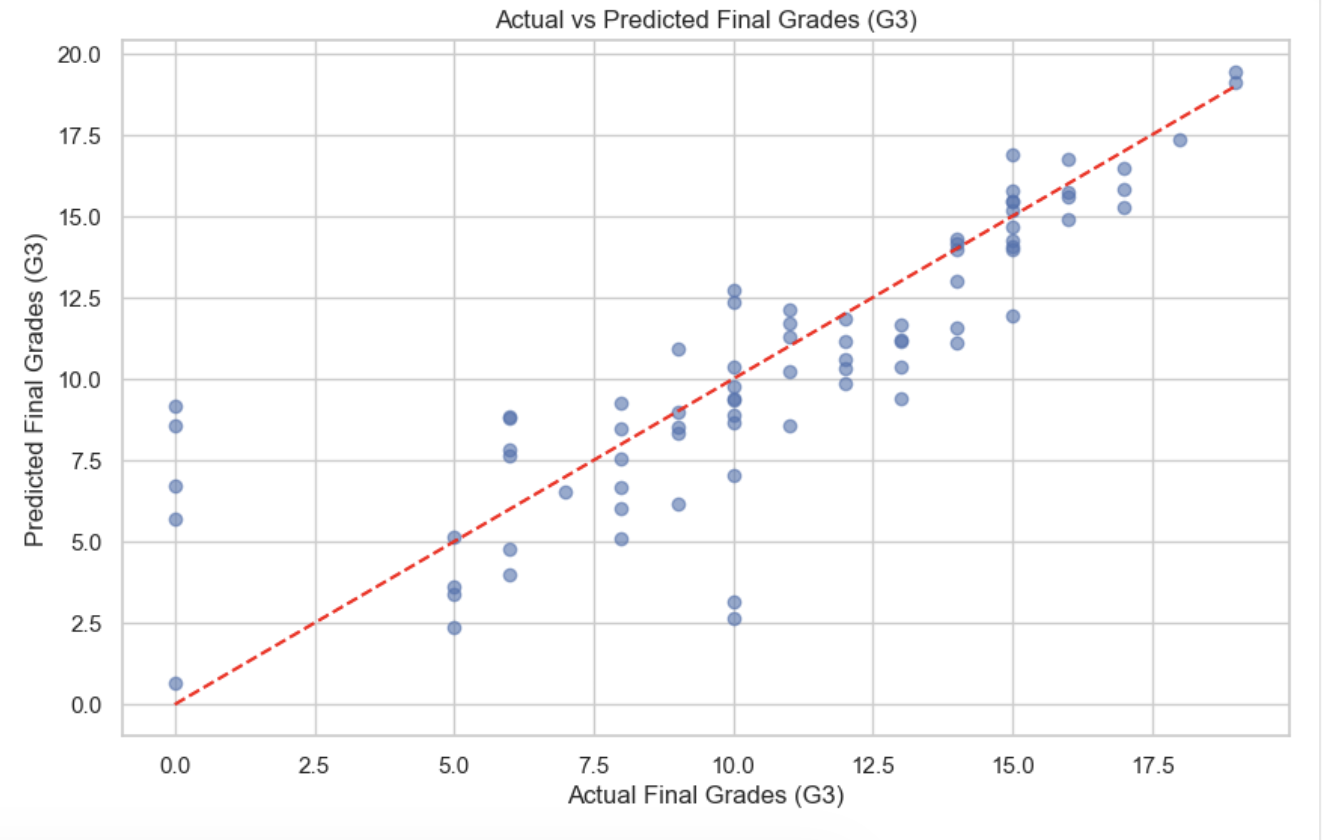 Actual vs Predicted Final Grades (G3)
20.0
17.5
15.0
12.5
10.0
7.5
5.0
2.5
0.0
Predicted Final Grades (G3)
0.0 2.5 5.0 7.5 10.0 12.5 15.0 17.5
Actual Final Grades (G3)